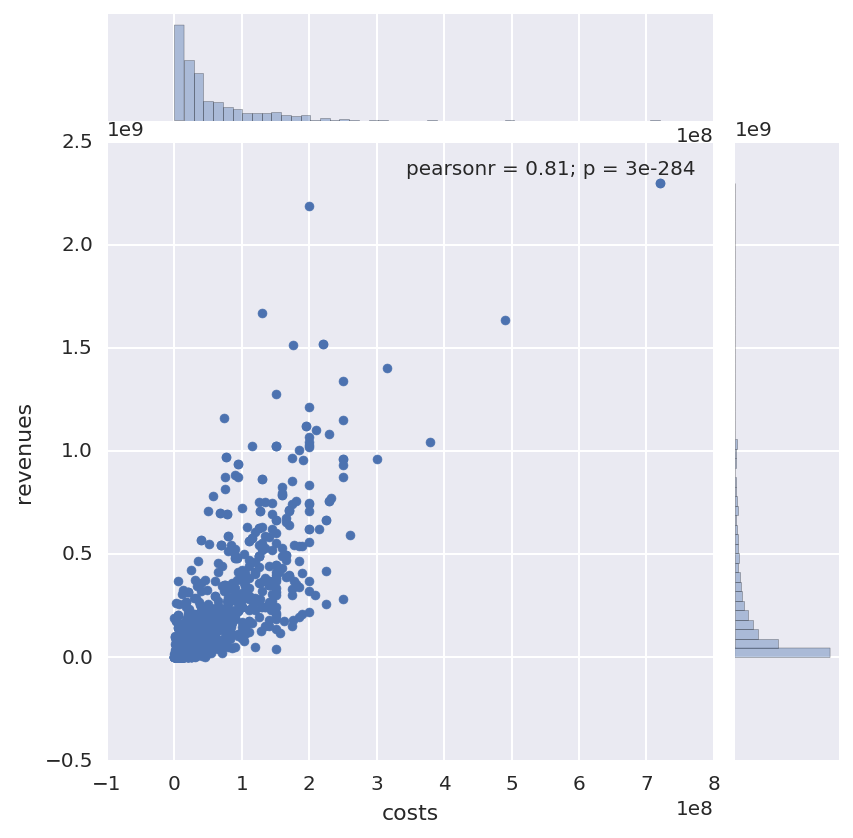 1e9
1e8
1e9
pearsonr = 0.81; p = 3e-284
2.5
2.0
1.5
1.0
0.5
0.0
−0.5
revenues
−1 0 1 2 3 4 5 6 7 8
costs
1e8